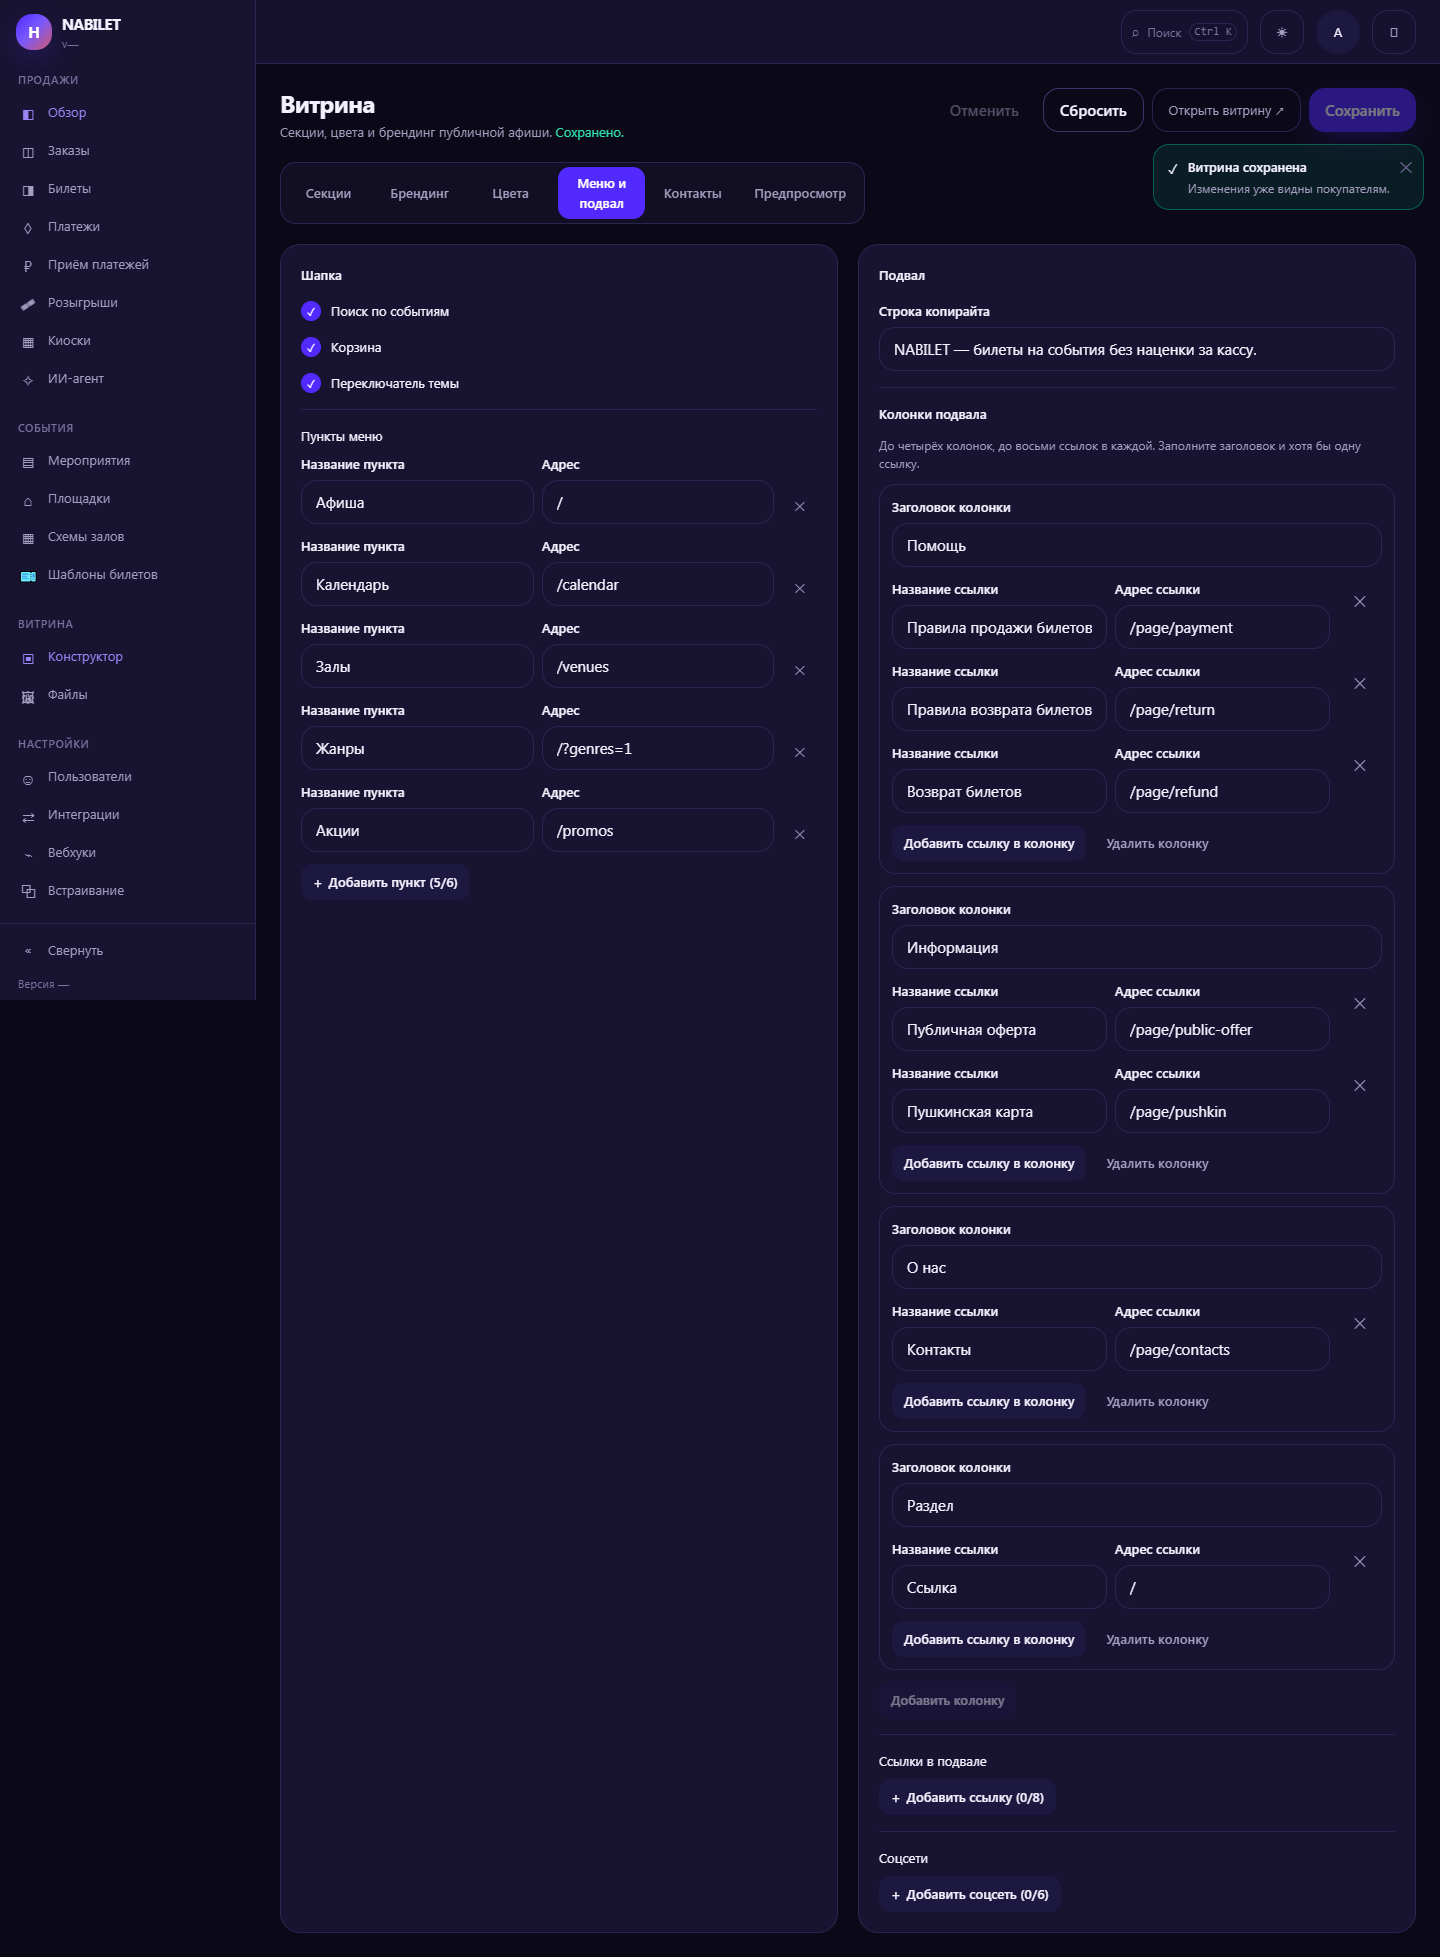 Н
NABILET
v—
ПРОДАЖИ
Обзор
Заказы
Билеты
Платежи
Приём платежей
Розыгрыши
Киоски
ИИ-агент
СОБЫТИЯ
Мероприятия
Площадки
Схемы залов
Шаблоны билетов
ВИТРИНА
Конструктор
Файлы
НАСТРОЙКИ
Пользователи
Интеграции
Вебхуки
Встраивание
« Свернуть
Версия —
Поиск Ctrl K
А
Витрина
Секции, цвета и брендинг публичной афиши. Сохранено.
Отменить
Сбросить
Открыть витрину ↗
Сохранить
✓ Витрина сохранена
Изменения уже видны покупателям.
Секции
Брендинг
Цвета
Меню и
подвал
Контакты
Предпросмотр
Шапка
Поиск по событиям
Корзина
Переключатель темы
Пункты меню
Название пункта Адрес
Афиша /
Название пункта Адрес
Календарь /calendar
Название пункта Адрес
Залы /venues
Название пункта Адрес
Жанры /?genres=1
Название пункта Адрес
Акции /promos
+ Добавить пункт (5/6)
Подвал
Строка копирайта
NABILET — билеты на события без наценки за кассу.
Колонки подвала
До четырёх колонок, до восьми ссылок в каждой. Заполните заголовок и хотя бы одну
ссылку.
Заголовок колонки
Помощь
Название ссылки Адрес ссылки
Правила продажи билетов /page/payment
Название ссылки Адрес ссылки
Правила возврата билетов /page/return
Название ссылки Адрес ссылки
Возврат билетов /page/refund
Добавить ссылку в колонку Удалить колонку
Заголовок колонки
Информация
Название ссылки Адрес ссылки
Публичная оферта /page/public-offer
Название ссылки Адрес ссылки
Пушкинская карта /page/pushkin
Добавить ссылку в колонку Удалить колонку
Заголовок колонки
О нас
Название ссылки Адрес ссылки
Контакты /page/contacts
Добавить ссылку в колонку Удалить колонку
Заголовок колонки
Раздел
Название ссылки Адрес ссылки
Ссылка /
Добавить ссылку в колонку Удалить колонку
Добавить колонку
Ссылки в подвале
+ Добавить ссылку (0/8)
Соцсети
+ Добавить соцсеть (0/6)